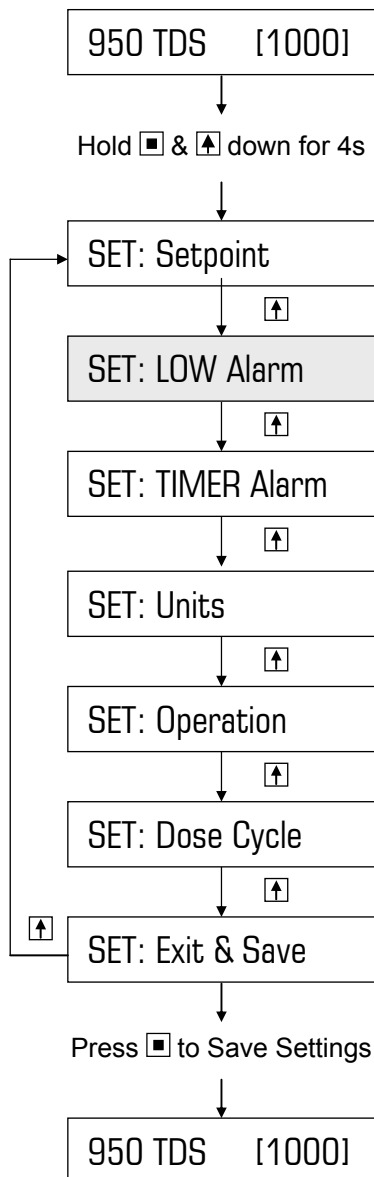 950 TDS [1000]
Hold & down for 4s
SET: Setpoint
SET: LOW Alarm
SET: TIMER Alarm
SET: Units
SET: Operation
SET: Dose Cycle
SET: Exit & Save
Press to Save Settings
950 TDS [1000]